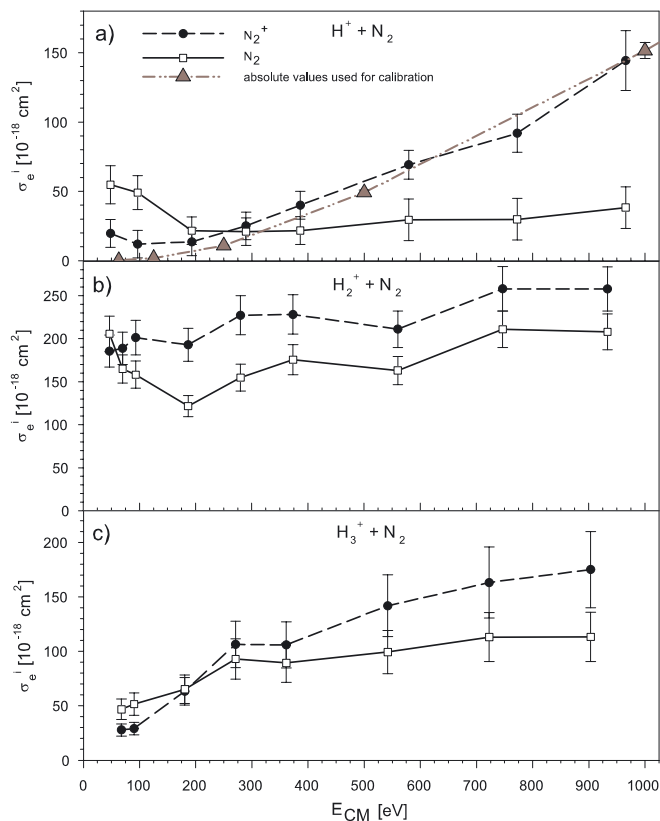 a)
N₂⁺
H⁺ + N₂
N₂
absolute values used for calibration
150
100
50
0
σₑⁱ [10⁻¹⁸ cm²]
b)
H₂⁺ + N₂
250
200
150
100
50
0
σₑⁱ [10⁻¹⁸ cm²]
c)
H₃⁺ + N₂
200
150
100
50
0
σₑⁱ [10⁻¹⁸ cm²]
0 100 200 300 400 500 600 700 800 900 1000
E_CM [eV]